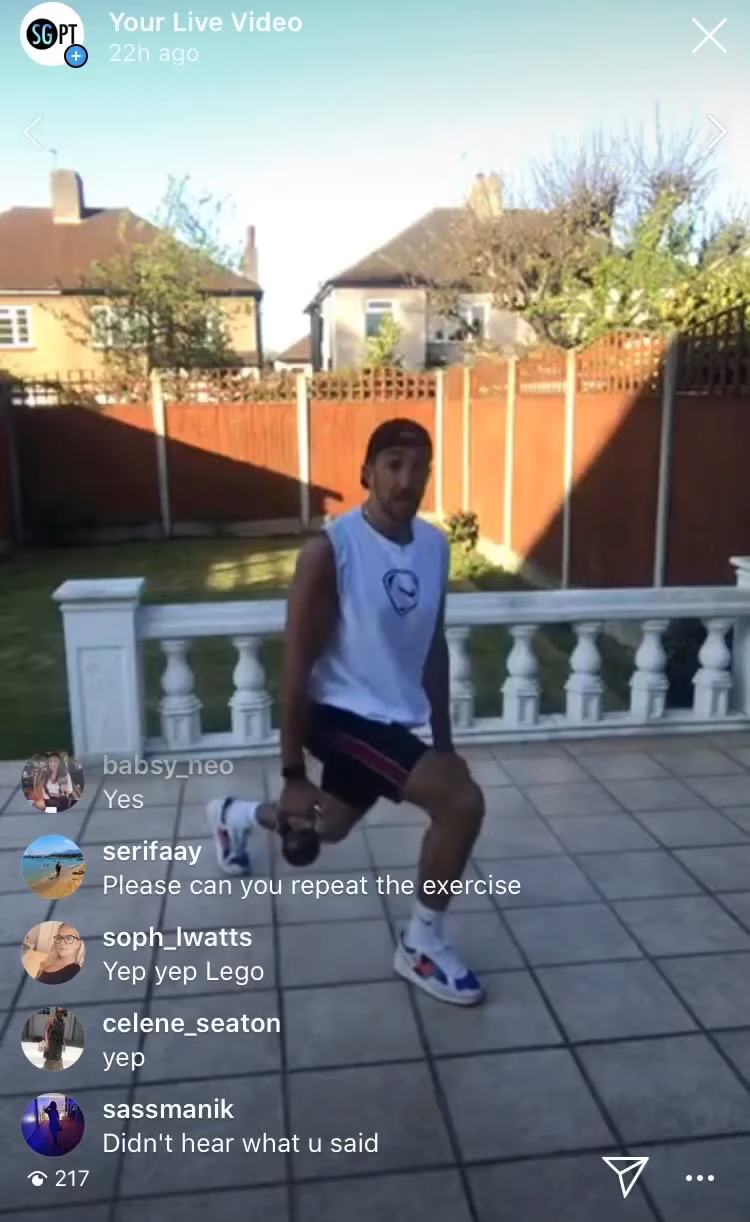 SGPT
Your Live Video
22h ago
babsy_neo
Yes
serifaay
Please can you repeat the exercise
soph_lwatts
Yep yep Lego
celene_seaton
yep
sassmanik
Didn't hear what u said
217